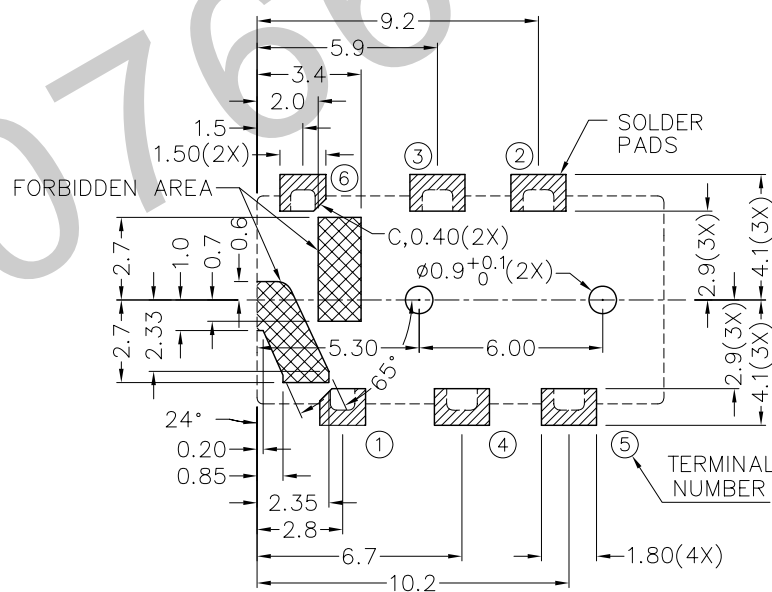 0766
9.2
5.9
3.4
2.0
1.5
1.50(2X)
SOLDER
PADS
③
②
⑥
FORBIDDEN AREA
C,0.40(2X)
ø0.9 +0.1 0 (2X)
2.7
1.0
0.7
0.6
2.9(3X)
4.1(3X)
2.7
2.33
5.30
6.00
65°
2.9(3X)
4.1(3X)
24°
①
④
⑤
0.20
0.85
TERMINAL
NUMBER
2.35
2.8
6.7
1.80(4X)
10.2